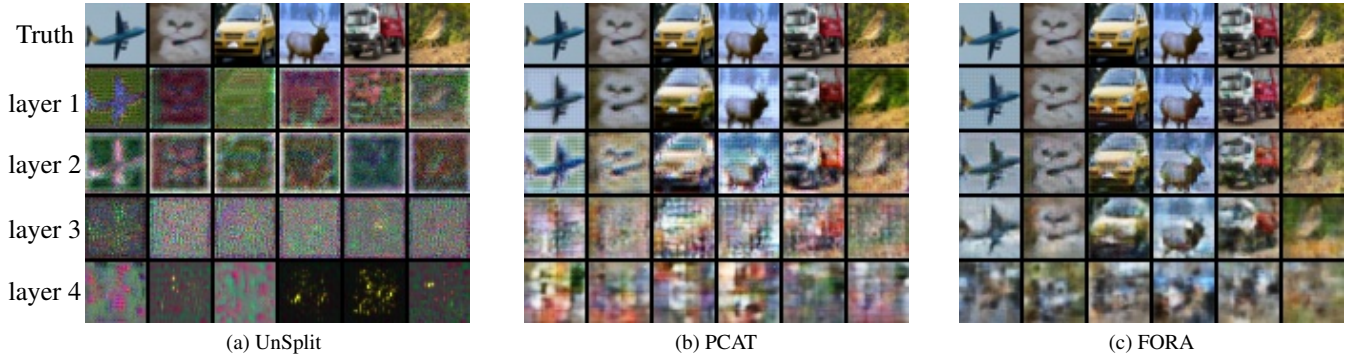 Truth
layer 1
layer 2
layer 3
layer 4
(a) UnSplit
(b) PCAT
(c) FORA